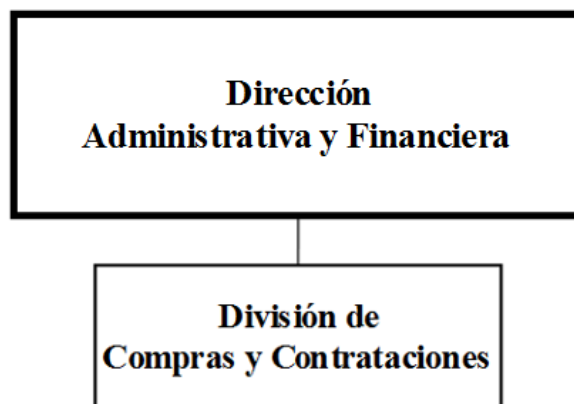 Dirección
Administrativa y Financiera
División de
Compras y Contrataciones